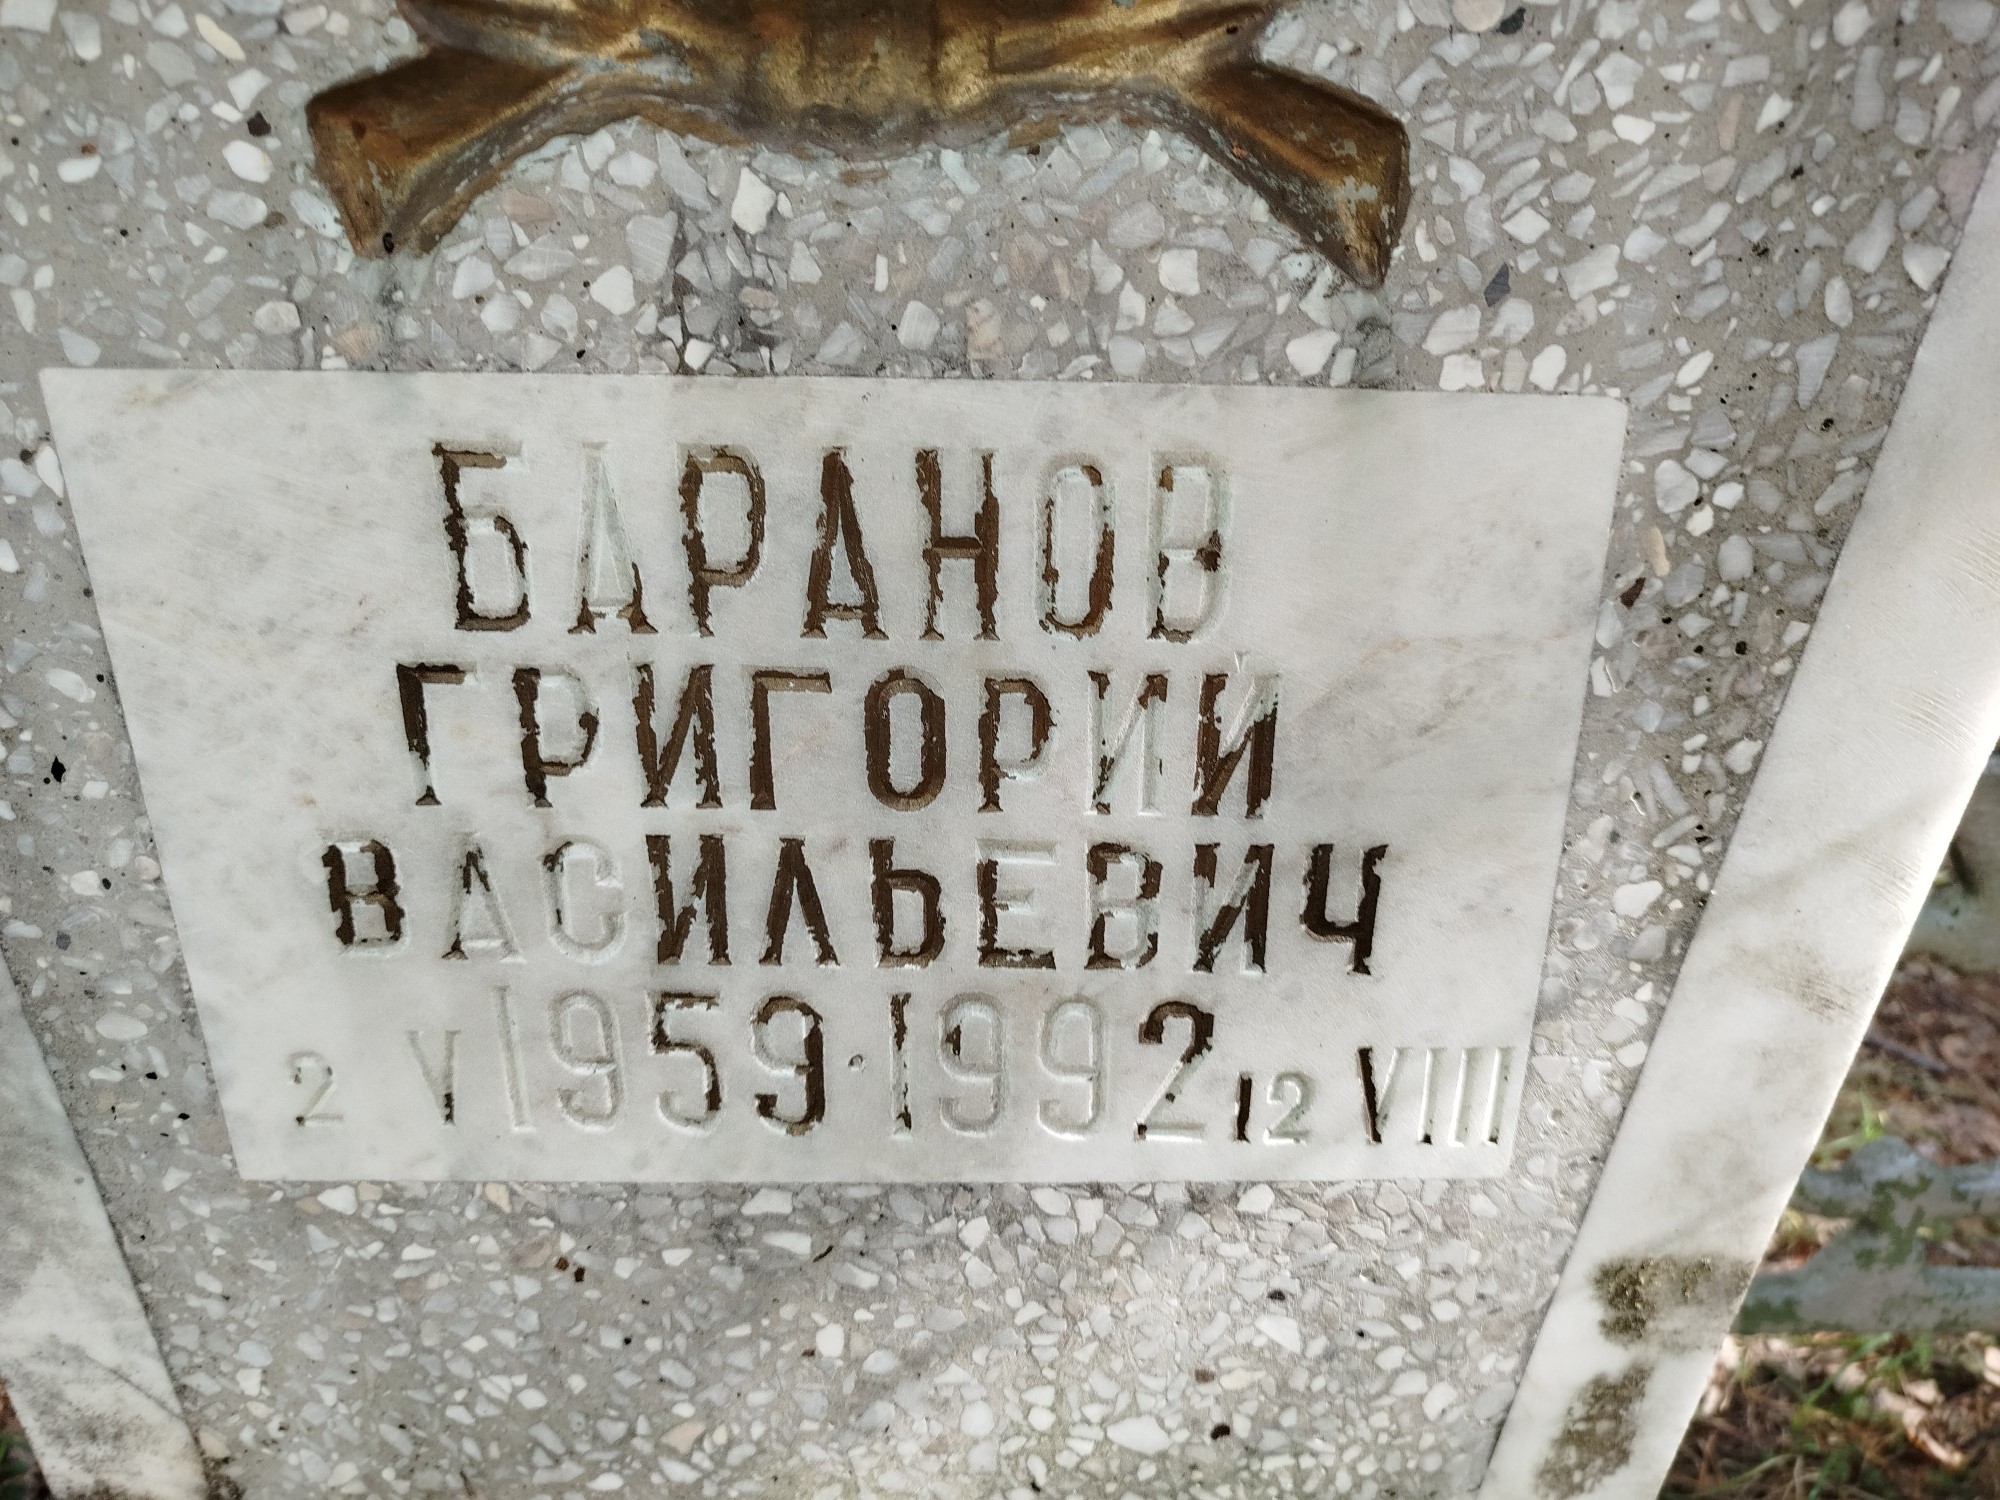 БАРАНОВ
ГРИГОРИЙ
ВАСИЛЬЕВИЧ
2 V 1959·1992 12 VIII